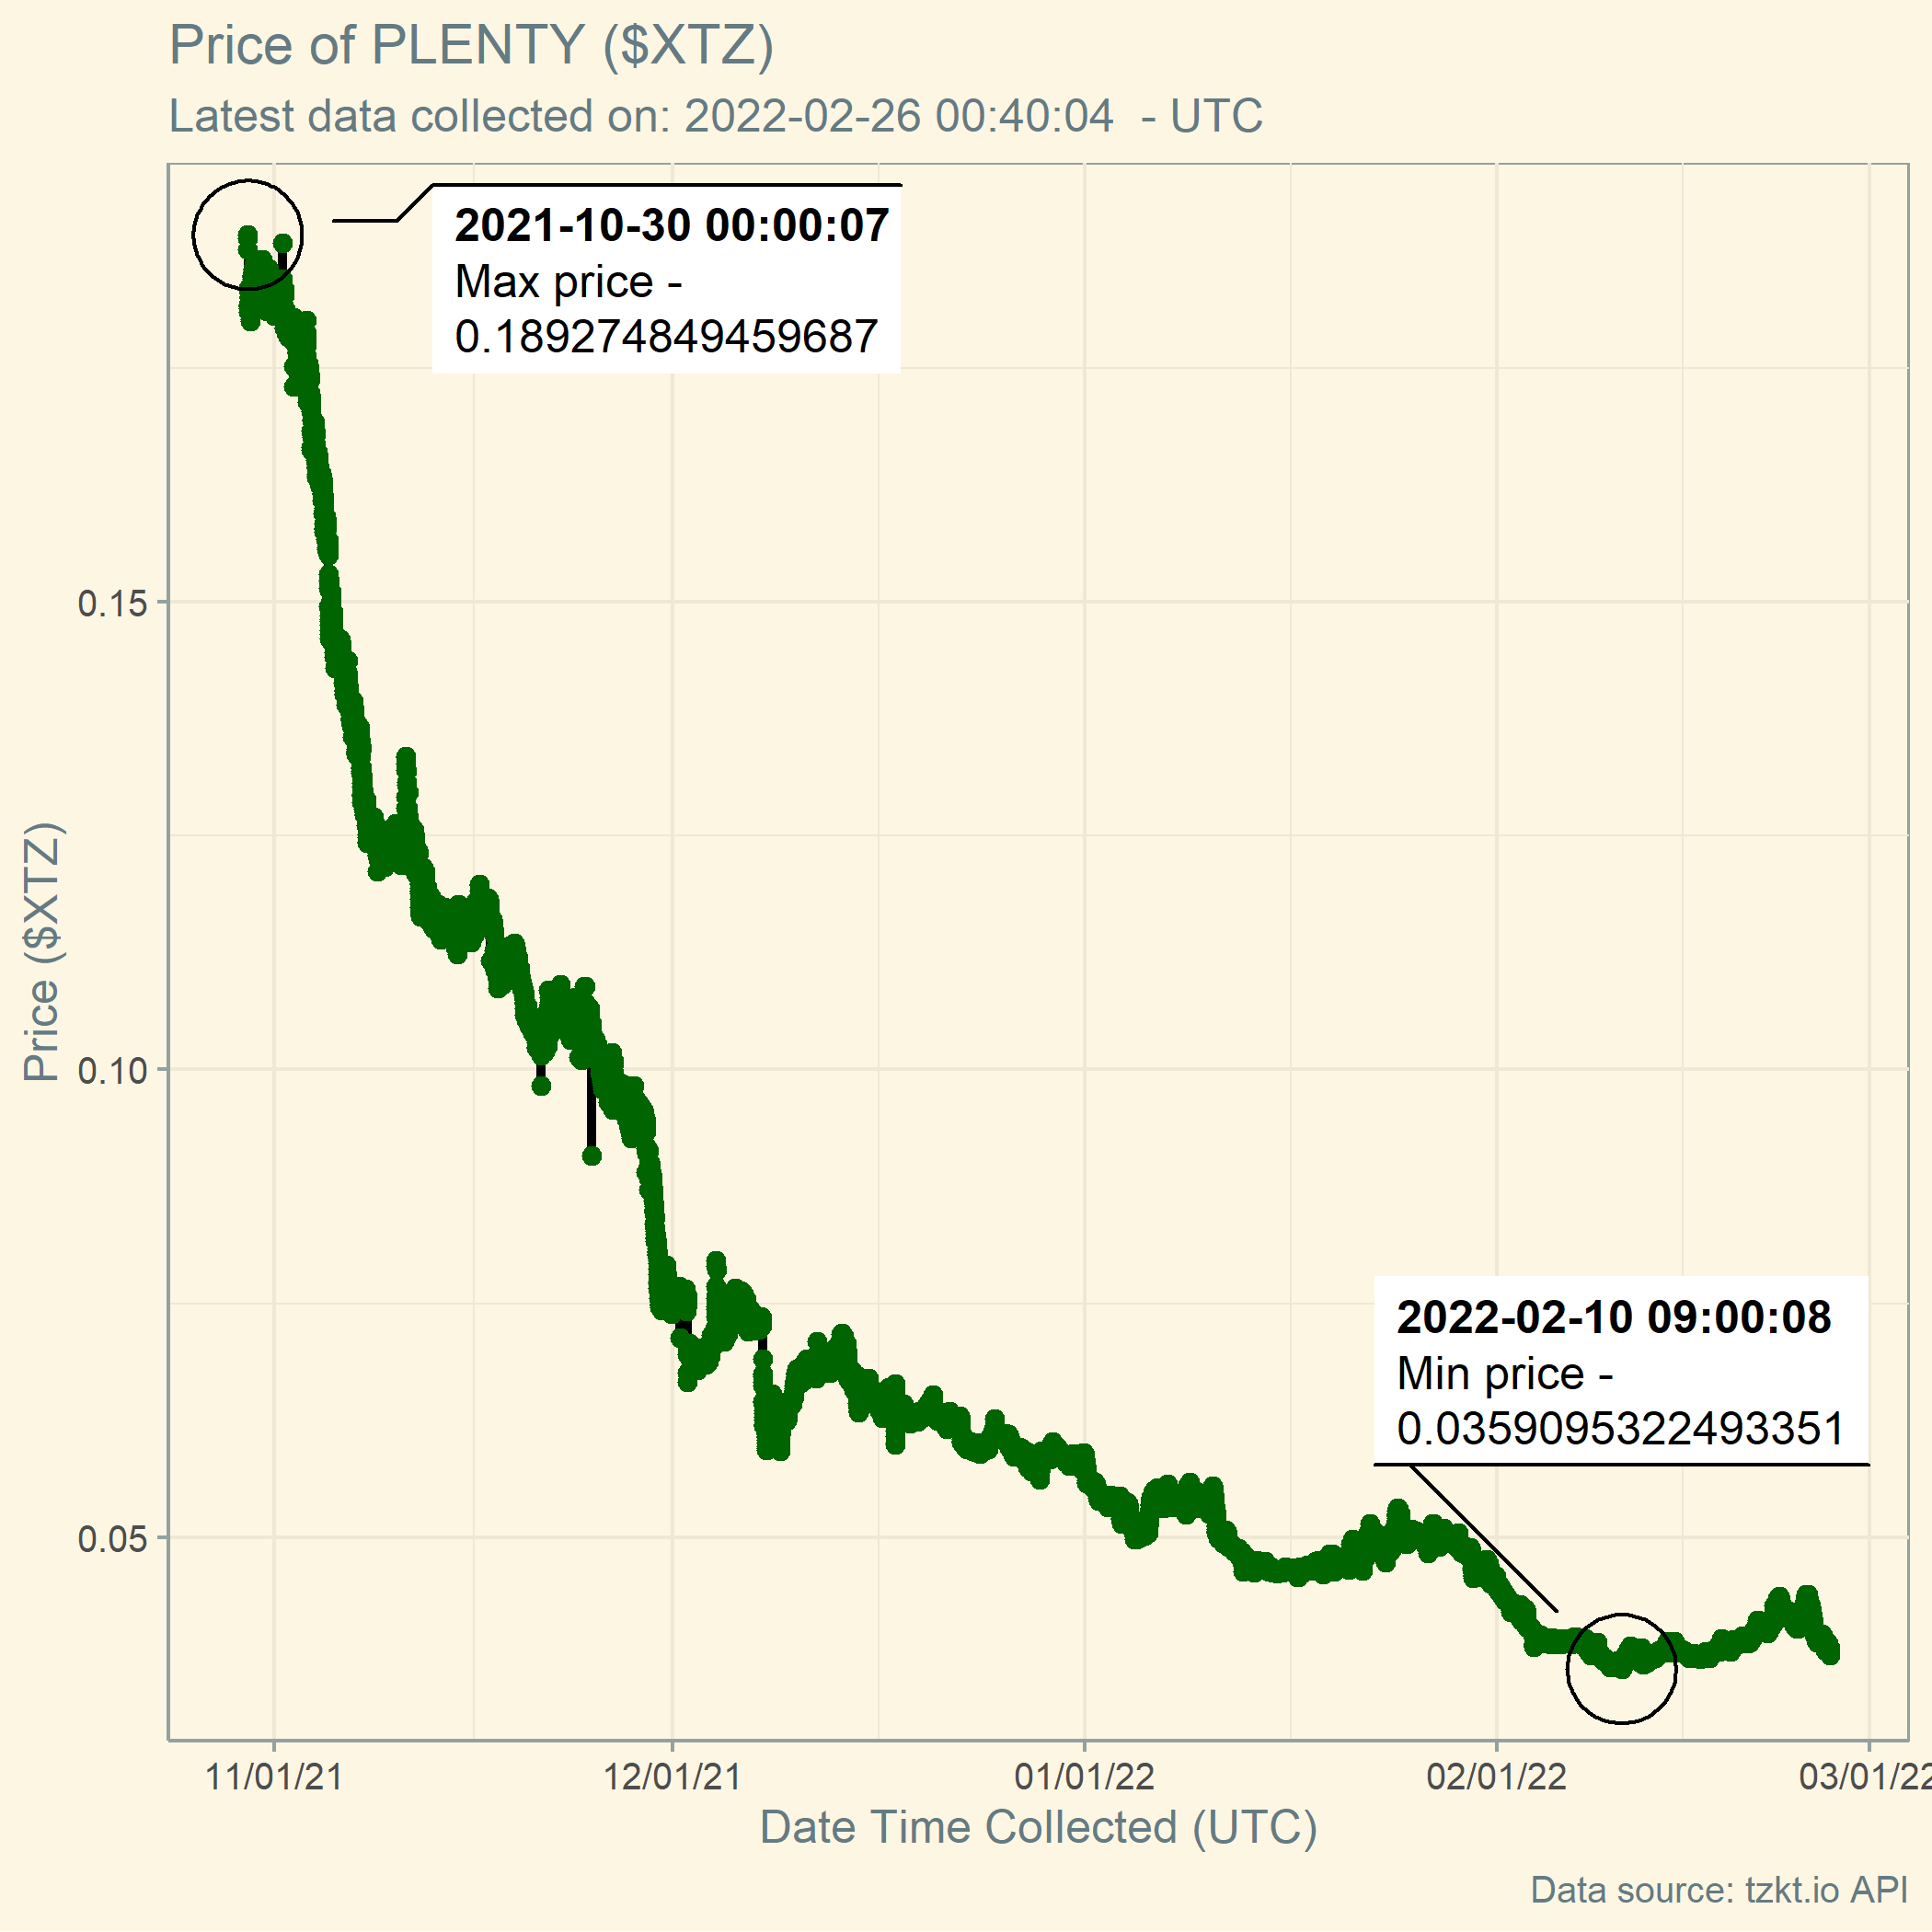 Price of PLENTY ($XTZ)
Latest data collected on: 2022-02-26 00:40:04  - UTC
2021-10-30 00:00:07
Max price -
0.189274849459687
0.15
0.10
0.05
Price ($XTZ)
2022-02-10 09:00:08
Min price -
0.0359095322493351
11/01/21
12/01/21
01/01/22
02/01/22
03/01/22
Date Time Collected (UTC)
Data source: tzkt.io API